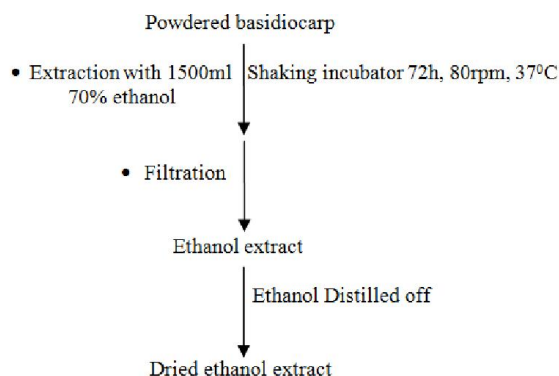 Powdered basidiocarp
• Extraction with 1500ml
70% ethanol
Shaking incubator 72h, 80rpm, 37⁰C
• Filtration
Ethanol extract
Ethanol Distilled off
Dried ethanol extract